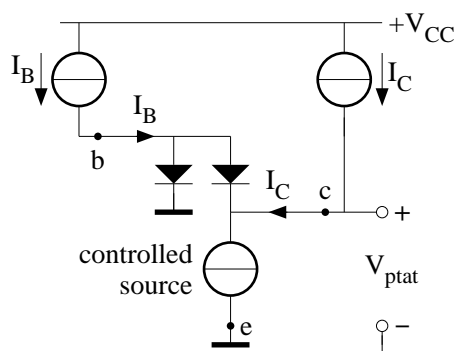 +V_CC
I_B
I_C
I_B
b
I_C
c
+
controlled
source
V_ptat
e
−